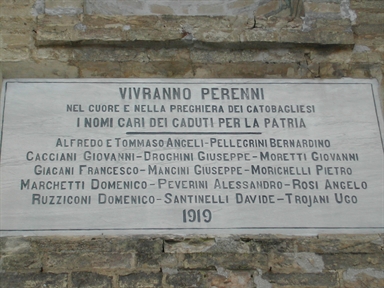 VIVRANNO PERENNI
NEL CUORE E NELLA PREGHIERA DEI CATOBAGLIESI
I NOMI CARI DEI CADUTI PER LA PATRIA
ALFREDO E TOMMASO ANGELI-PELLEGRINI BERNARDINO
CACCIANI GIOVANNI-DROGHINI GIUSEPPE-MORETTI GIOVANNI
GIACANI FRANCESCO-MANCINI GIUSEPPE-MORICHELLI PIETRO
MARCHETTI DOMENICO-PEVERINI ALESSANDRO-ROSI ANGELO
RUZZICONI DOMENICO-SANTINELLI DAVIDE-TROJANI UGO
1919